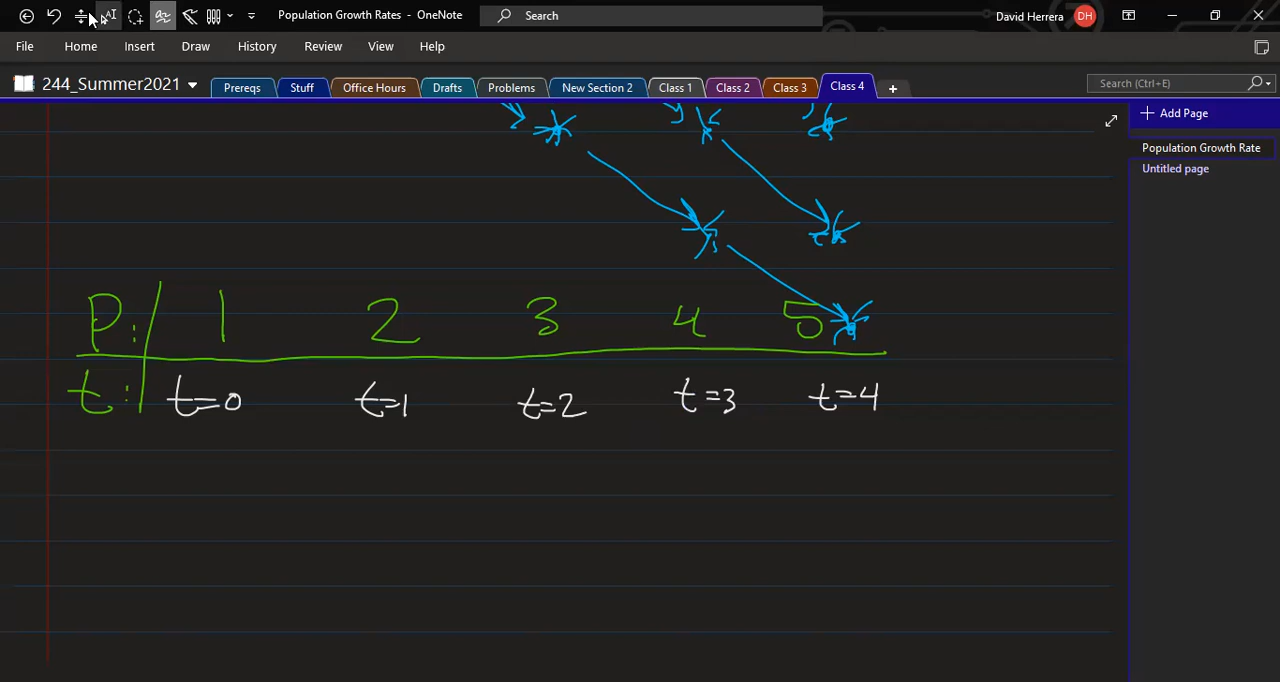 Population Growth Rates - OneNote
Search
David Herrera DH
File Home Insert Draw History Review View Help
244_Summer2021 Prereqs Stuff Office Hours Drafts Problems New Section 2 Class 1 Class 2 Class 3 Class 4 + Search (Ctrl+E)
Add Page
Population Growth Rate
Untitled page
P: 1 2 3 4 5
t: t=0 t=1 t=2 t=3 t=4